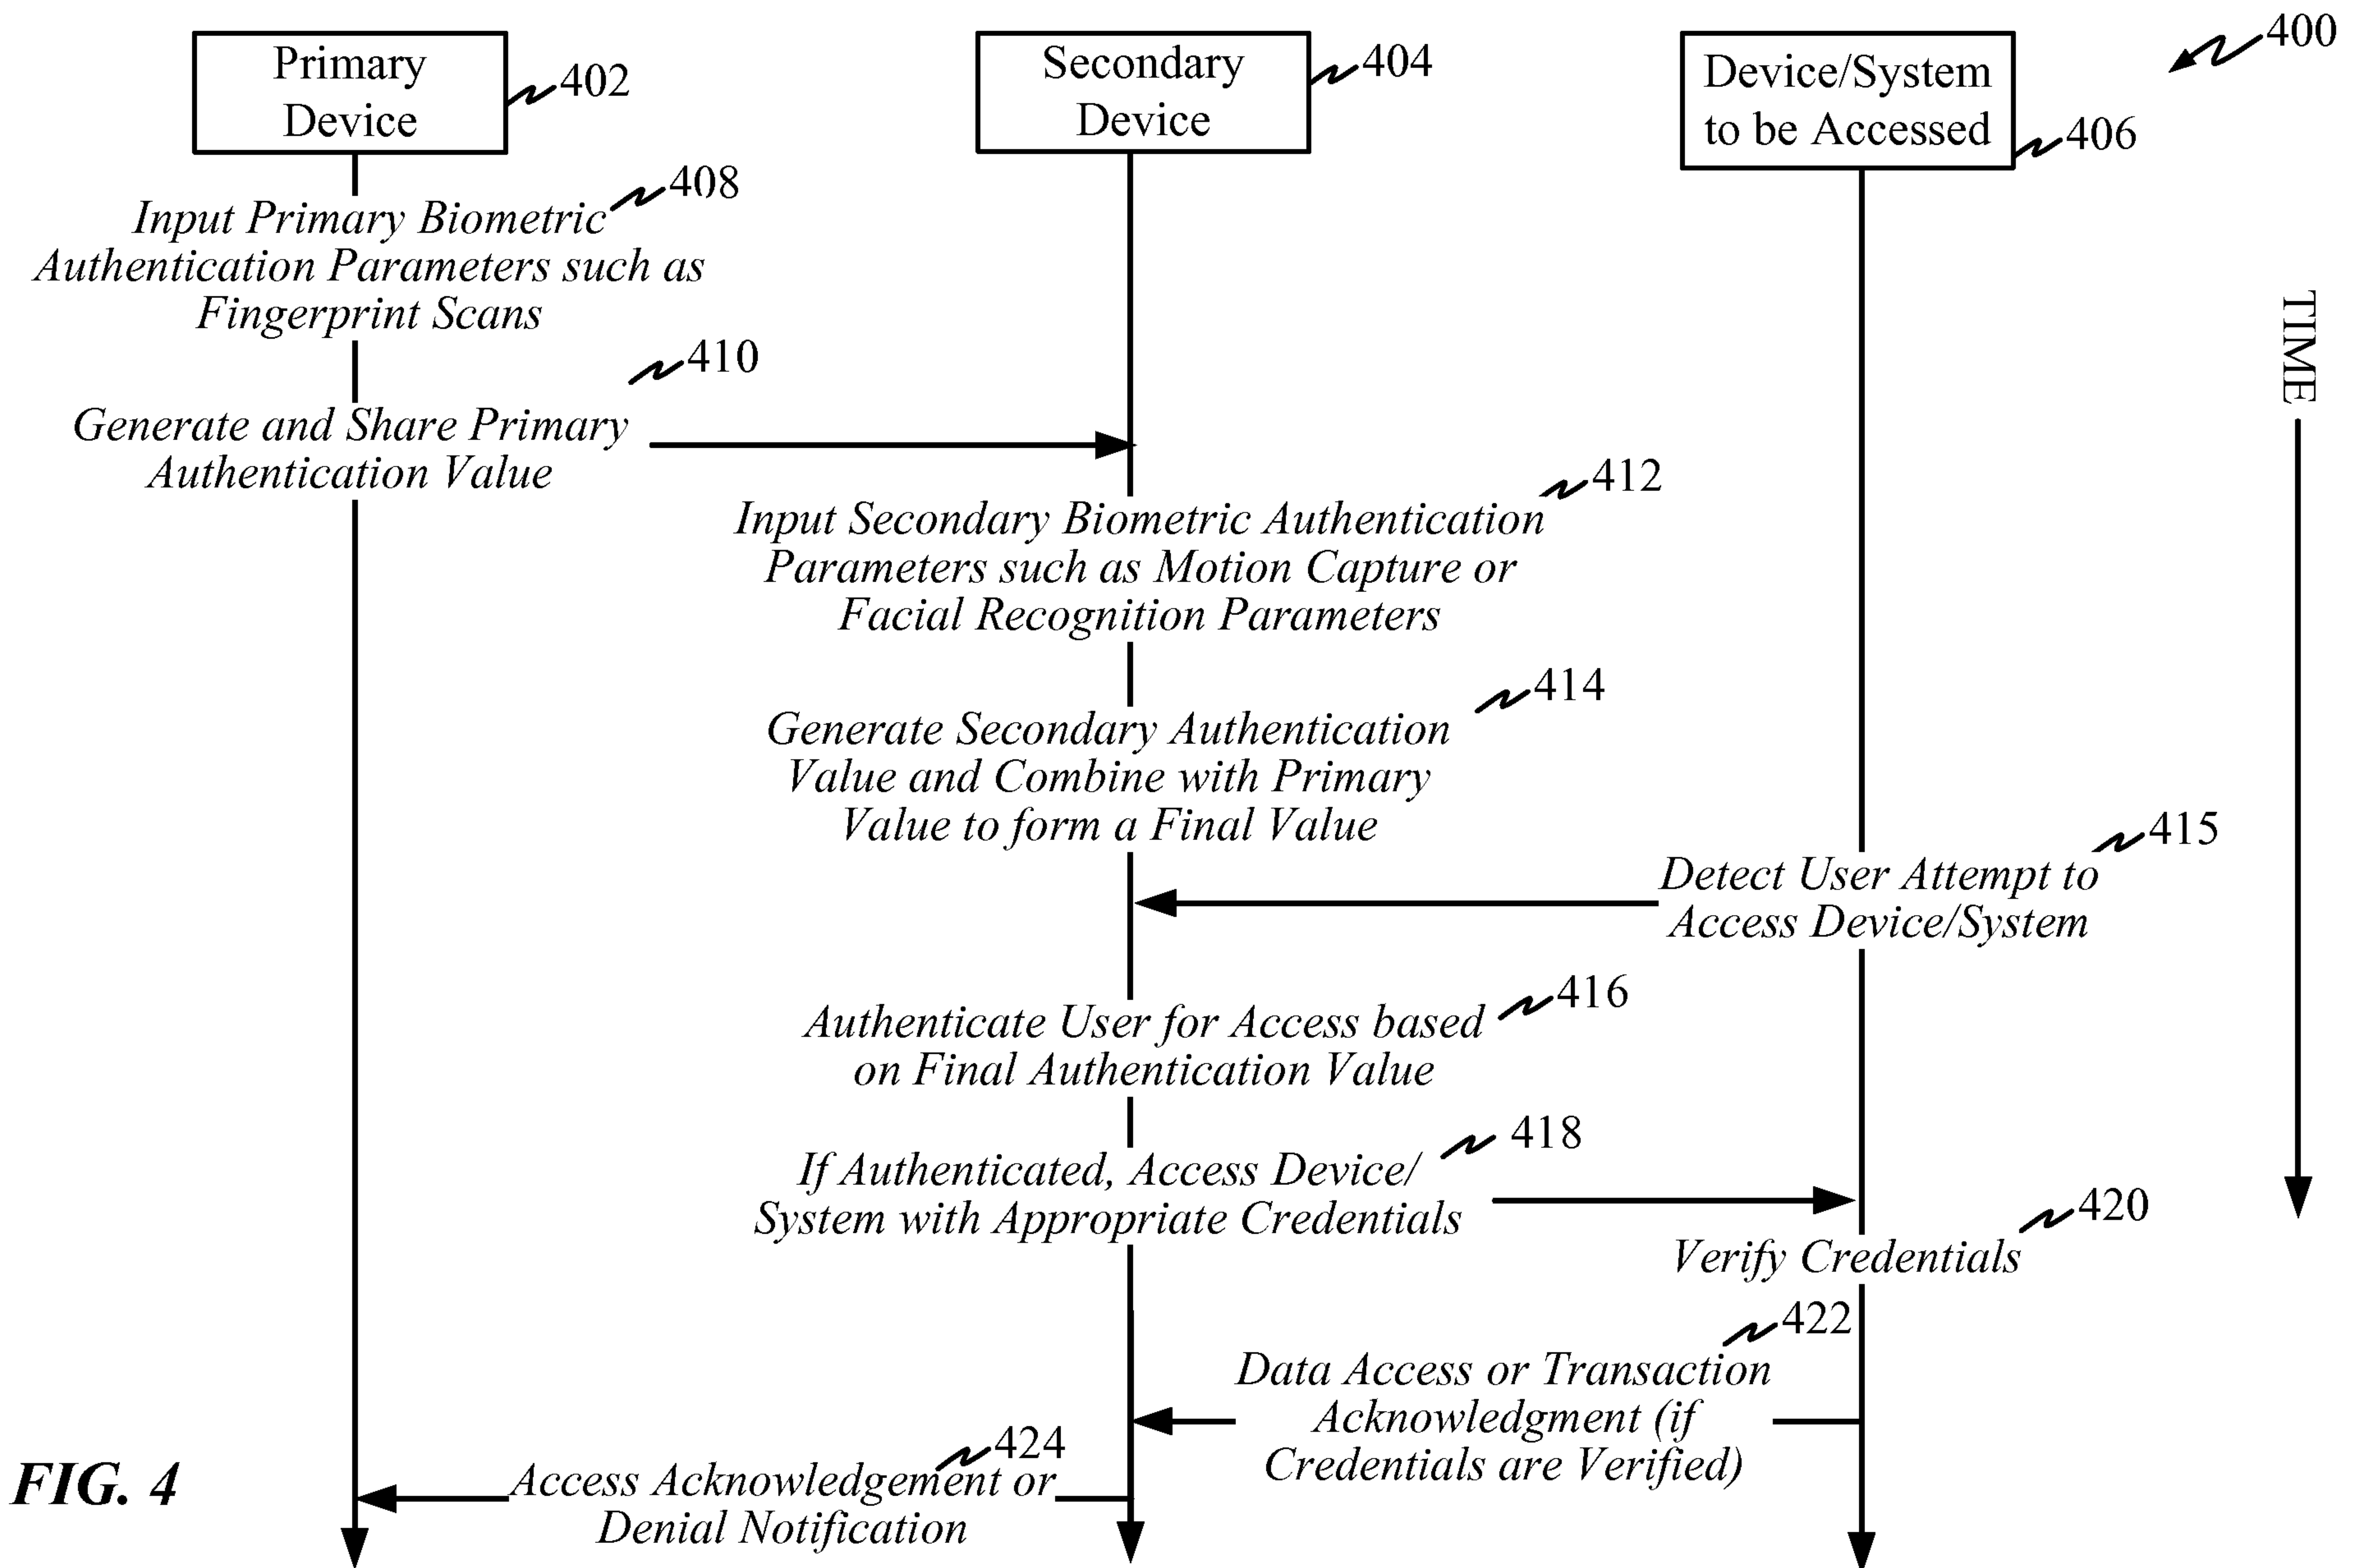 Primary
Device
402
Secondary
Device
404
Device/System
to be Accessed
406
400
408
Input Primary Biometric
Authentication Parameters such as
Fingerprint Scans
TIME
410
Generate and Share Primary
Authentication Value
412
Input Secondary Biometric Authentication
Parameters such as Motion Capture or
Facial Recognition Parameters
414
Generate Secondary Authentication
Value and Combine with Primary
Value to form a Final Value
415
Detect User Attempt to
Access Device/System
416
Authenticate User for Access based
on Final Authentication Value
418
If Authenticated, Access Device/
System with Appropriate Credentials
420
Verify Credentials
422
Data Access or Transaction
Acknowledgment (if
Credentials are Verified)
424
Access Acknowledgement or
Denial Notification
FIG. 4